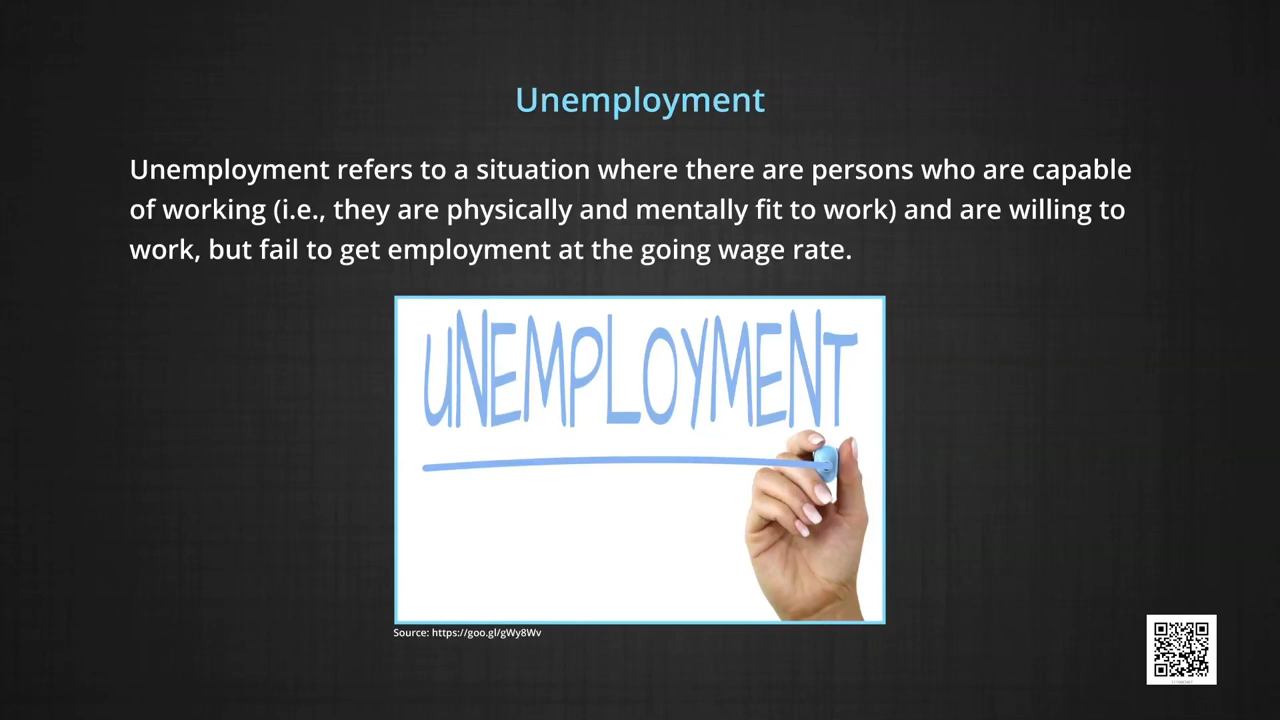 Unemployment
Unemployment refers to a situation where there are persons who are capable
of working (i.e., they are physically and mentally fit to work) and are willing to
work, but fail to get employment at the going wage rate.
UNEMPLOYMENT
Source: https://goo.gl/gWy8Wv